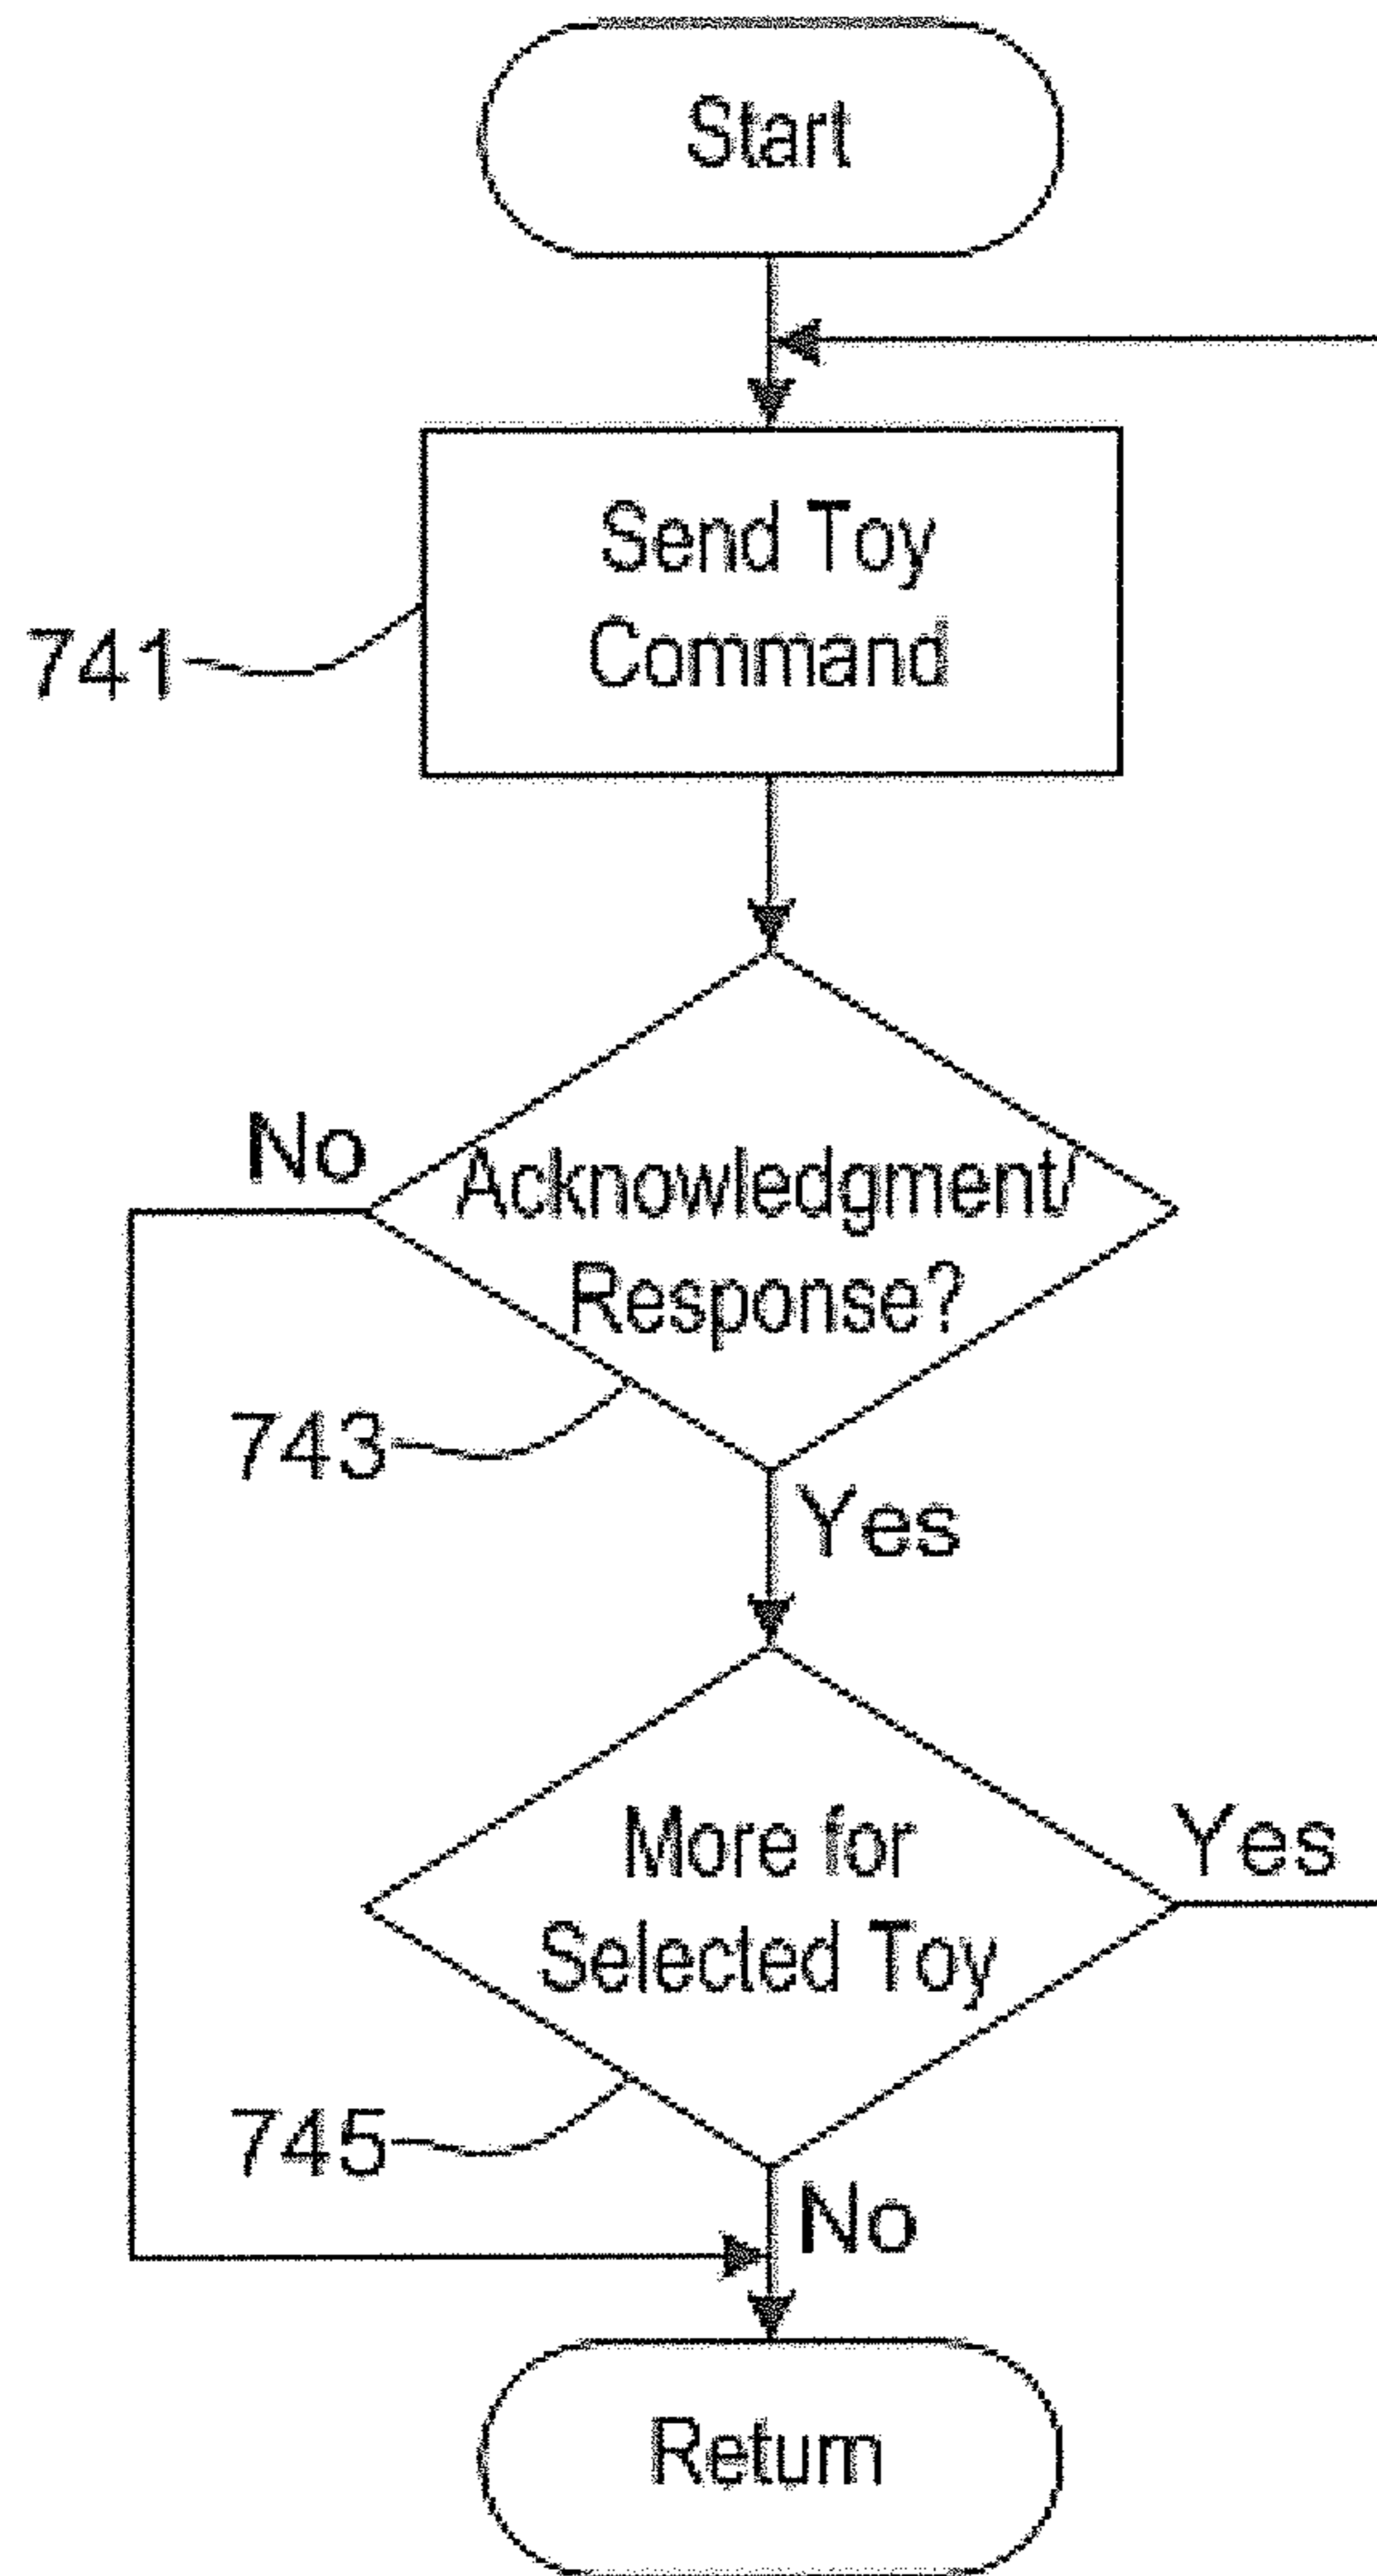 Start
Send Toy
Command
741
No
Acknowledgment/
Response?
743
Yes
More for
Selected Toy
Yes
745
No
Return